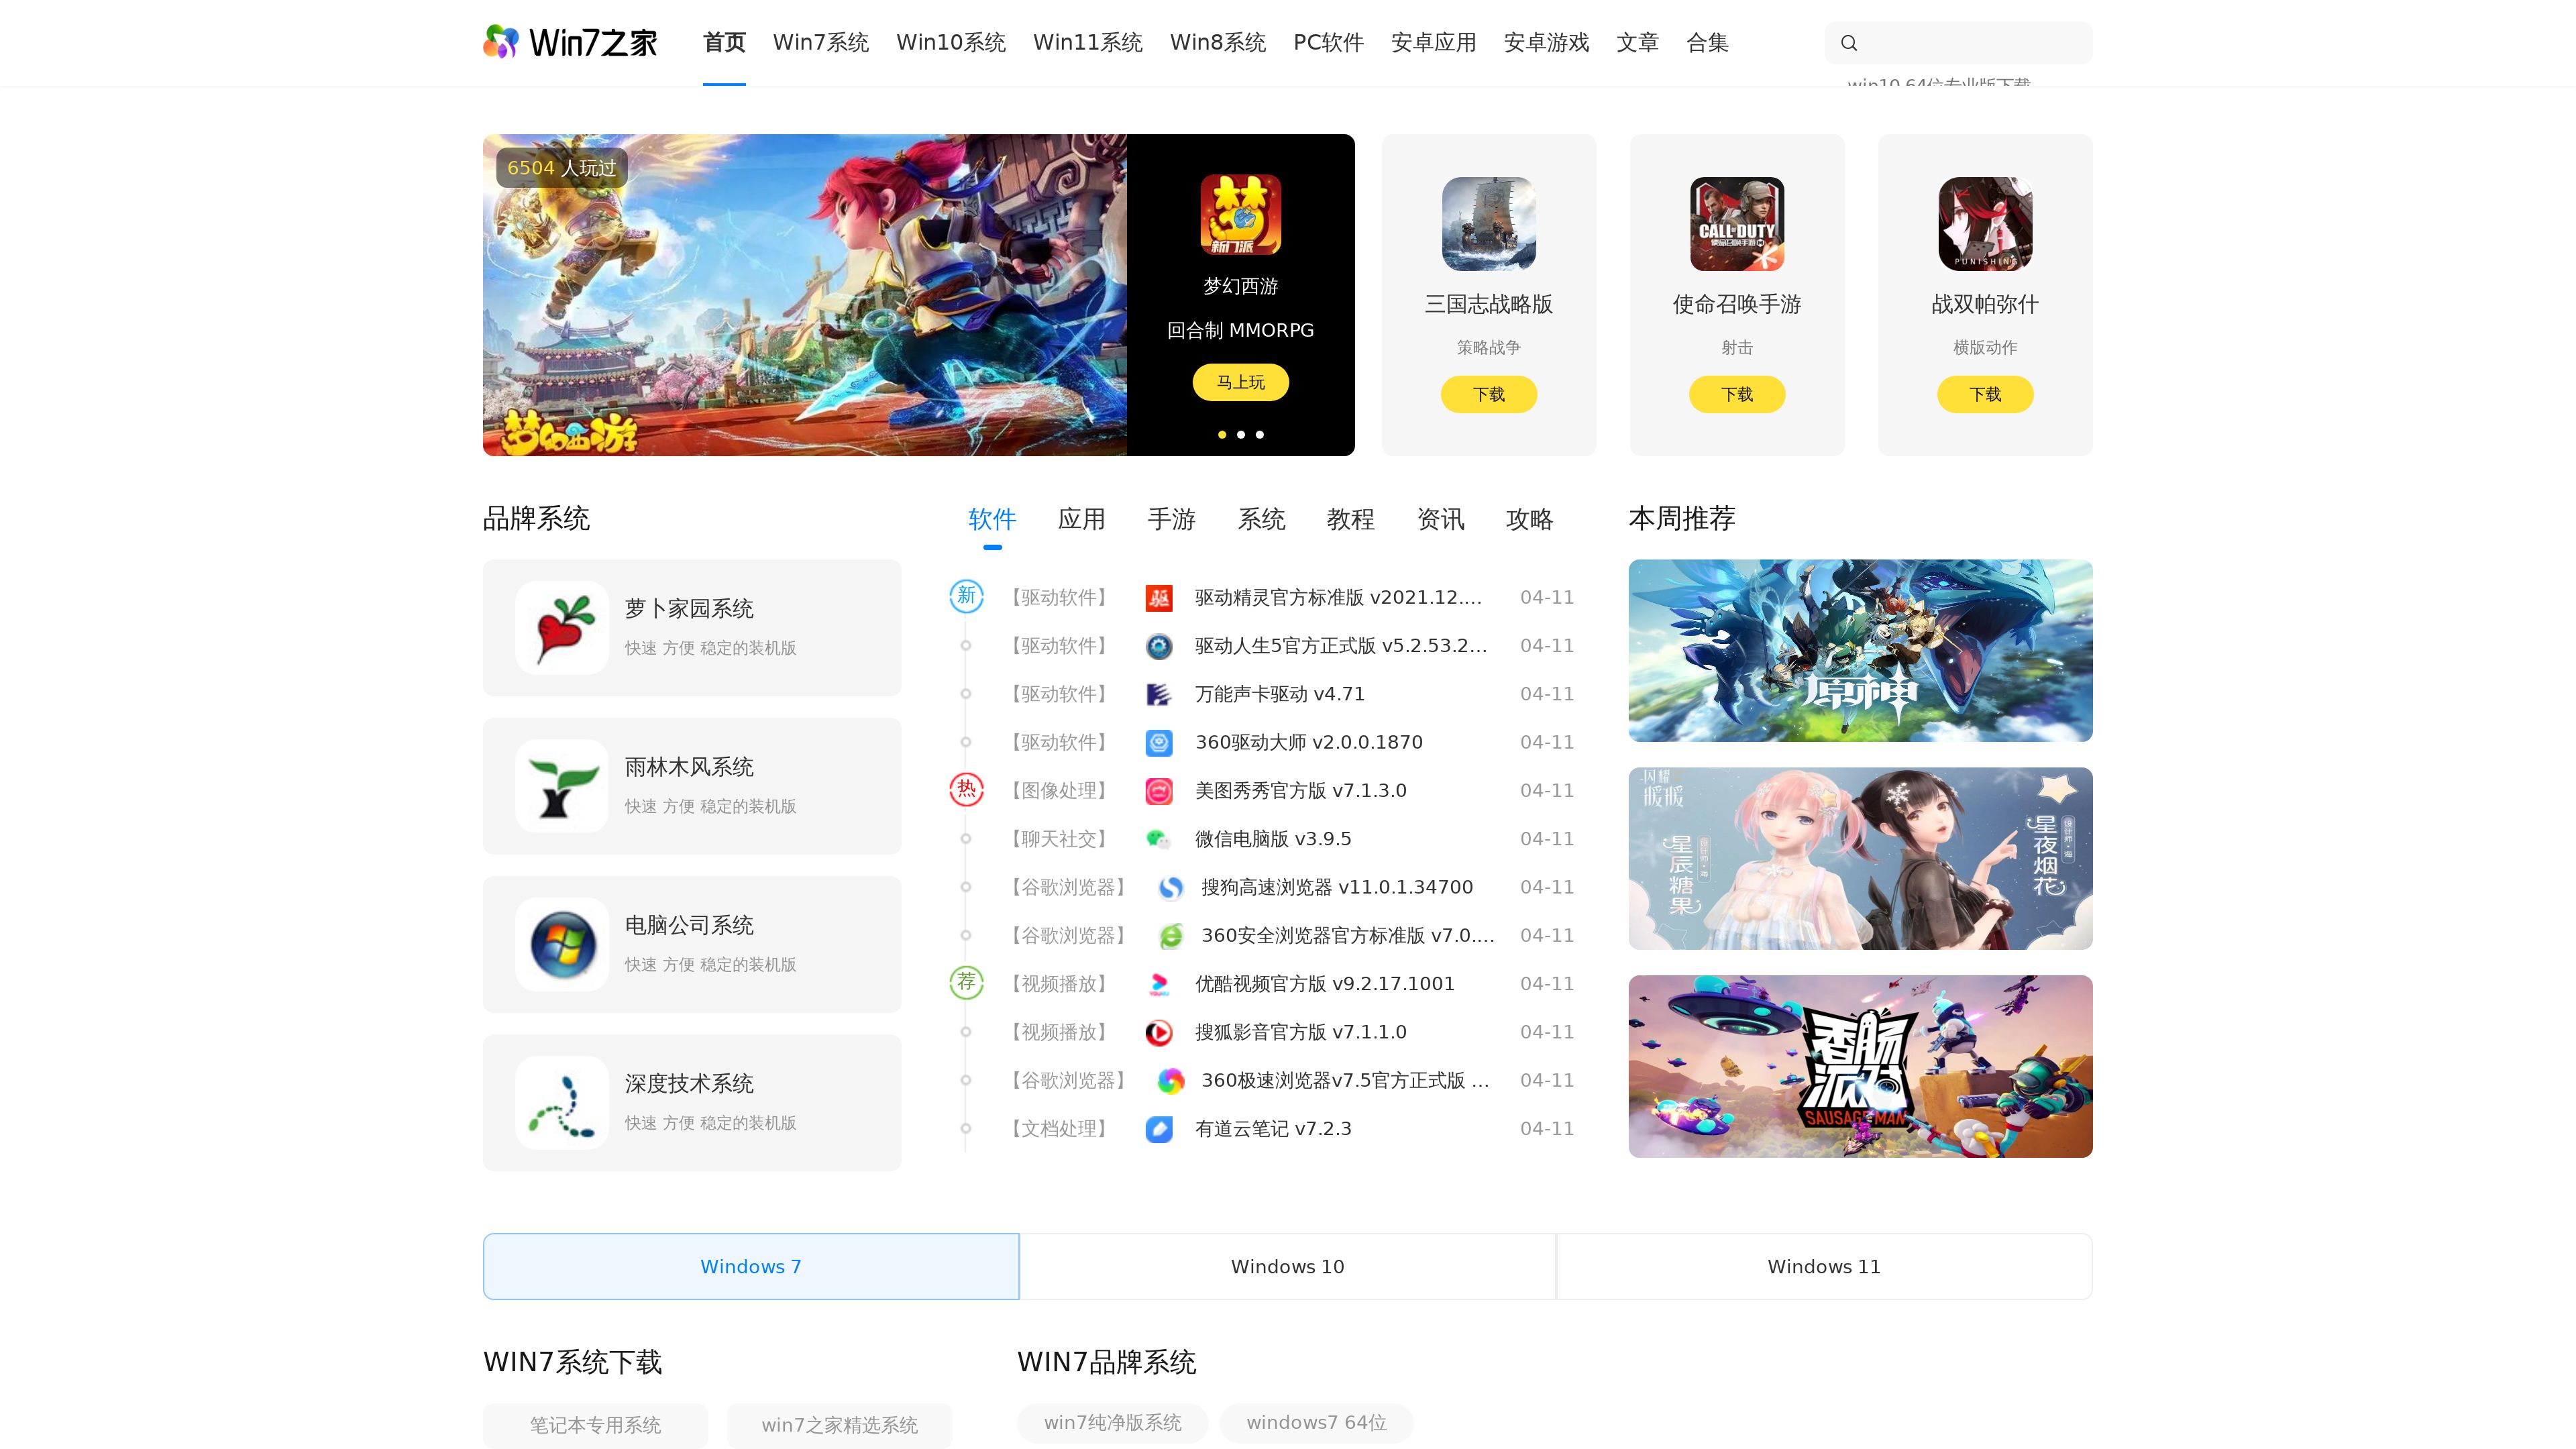 Win7之家
首页 Win7系统 Win10系统 Win11系统 Win8系统 PC软件 安卓应用 安卓游戏 文章 合集
6504 人玩过
梦幻西游
梦
新门派
梦幻西游
回合制 MMORPG
马上玩
三国志战略版
策略战争
下载
CALL OF DUTY
使命召唤手游
使命召唤手游
射击
下载
PUNISHING
战双帕弥什
横版动作
下载
品牌系统
萝卜家园系统
快速 方便 稳定的装机版
雨林木风系统
快速 方便 稳定的装机版
电脑公司系统
快速 方便 稳定的装机版
深度技术系统
快速 方便 稳定的装机版
软件 应用 手游 系统 教程 资讯 攻略
新 【驱动软件】 驱动精灵官方标准版 v2021.12.... 04-11
【驱动软件】 驱动人生5官方正式版 v5.2.53.2... 04-11
【驱动软件】 万能声卡驱动 v4.71 04-11
【驱动软件】 360驱动大师 v2.0.0.1870 04-11
热 【图像处理】 美图秀秀官方版 v7.1.3.0 04-11
【聊天社交】 微信电脑版 v3.9.5 04-11
【谷歌浏览器】 搜狗高速浏览器 v11.0.1.34700 04-11
【谷歌浏览器】 360安全浏览器官方标准版 v7.0.... 04-11
荐 【视频播放】 优酷视频官方版 v9.2.17.1001 04-11
【视频播放】 搜狐影音官方版 v7.1.1.0 04-11
【谷歌浏览器】 360极速浏览器v7.5官方正式版 ... 04-11
【文档处理】 有道云笔记 v7.2.3 04-11
本周推荐
原神
闪耀
暖暖
星辰糖果
星夜烟花
香肠派对
SAUSAGE MAN
Windows 7 Windows 10 Windows 11
WIN7系统下载
笔记本专用系统 win7之家精选系统
WIN7品牌系统
win7纯净版系统 windows7 64位